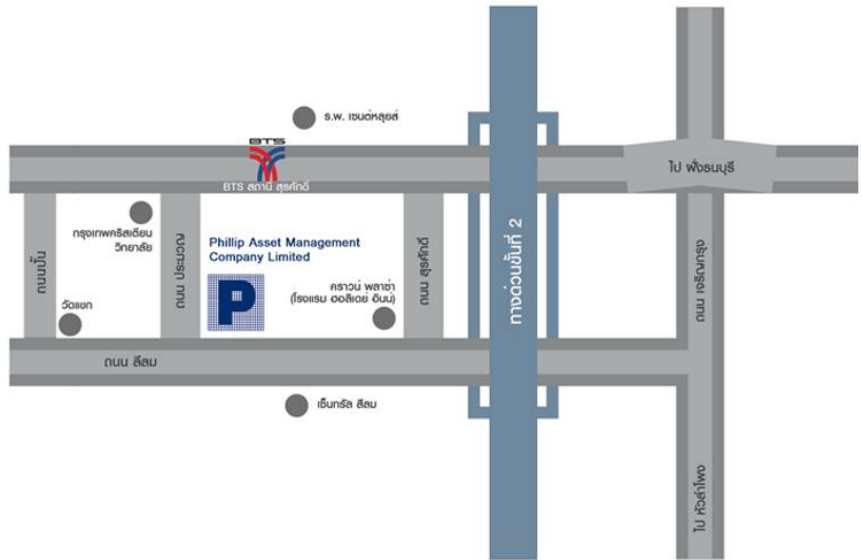 ร.พ. เซนต์หลุยส์
BTS
BTS สถานี สุรศักดิ์
ไป ฝั่งธนบุรี
กรุงเทพคริสเตียน
วิทยาลัย
Phillip Asset Management
Company Limited
P
ถนนปั้น
ถนน ประมวญ
คราวน์ พลาซ่า
(โรงแรม ฮอลิเดย์ อินน์)
ถนน สุรศักดิ์
ทางด่วนขั้นที่ 2
ถนน เจริญกรุง
วัดแขก
ถนน สีลม
เซ็นทรัล สีลม
ไป หัวลำโพง